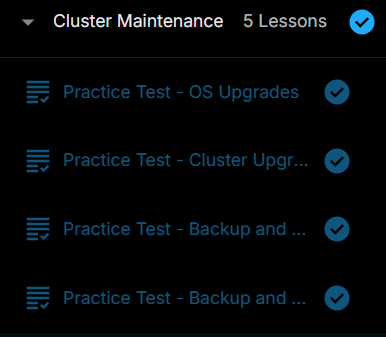 Cluster Maintenance 5 Lessons
Practice Test - OS Upgrades
Practice Test - Cluster Upgr...
Practice Test - Backup and ...
Practice Test - Backup and ...